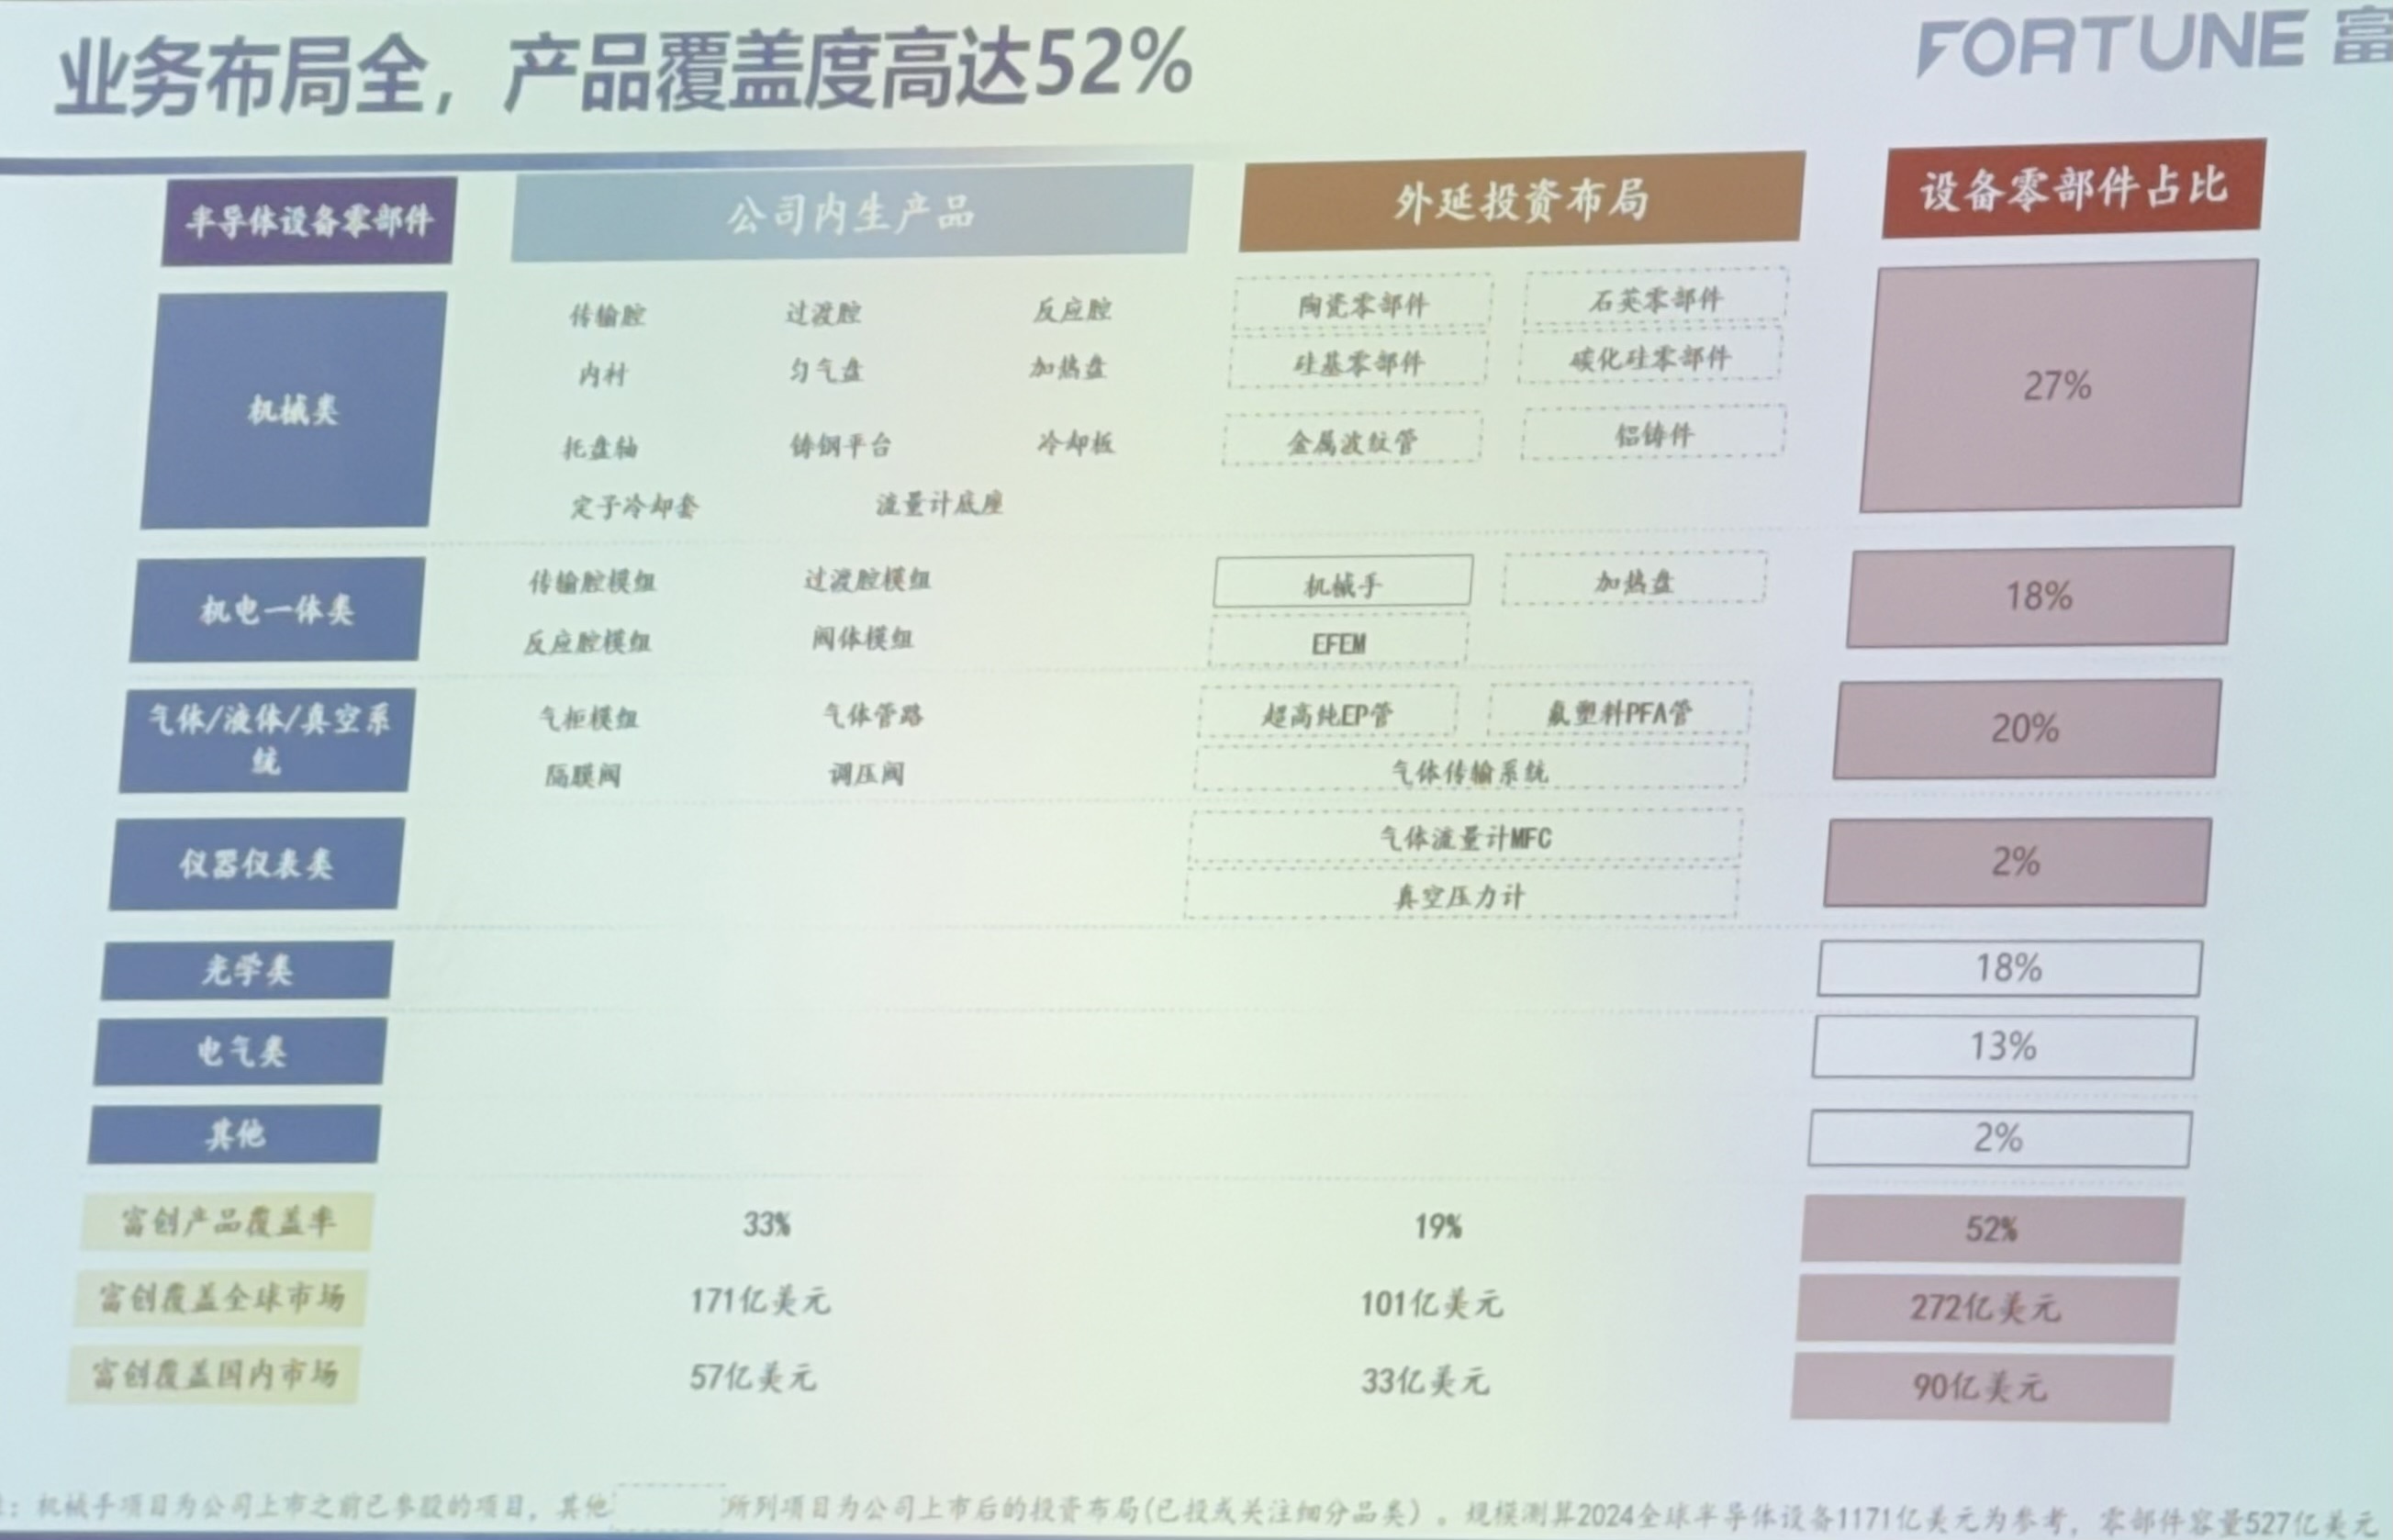 业务布局全，产品覆盖度高达52%
FORTUNE 富
半导体设备零部件 公司内生产品 外延投资布局 设备零部件占比
机械类
传输腔 过渡腔 反应腔 陶瓷零部件 石英零部件
内衬 匀气盘 加热盘 硅基零部件 碳化硅零部件
27%
托盘轴 铸钢平台 冷却板 金属波纹管 铝铸件
定子冷却套 流量计底座
机电一体类
传输腔模组 过渡腔模组 机械手 加热盘
18%
反应腔模组 阀体模组 EFEM
气体/液体/真空系
统
气柜模组 气体管路 超高纯EP管 氟塑料PFA管
20%
隔膜阀 调压阀 气体传输系统
仪器仪表类
气体流量计MFC
2%
真空压力计
光学类 18%
电气类 13%
其他 2%
富创产品覆盖率 33% 19% 52%
富创覆盖全球市场 171亿美元 101亿美元 272亿美元
富创覆盖国内市场 57亿美元 33亿美元 90亿美元
：机械手项目为公司上市之前已参股的项目，其他 所列项目为公司上市后的投资布局(已投或关注细分品类）。规模测算2024全球半导体设备1171亿美元为参考，零部件容量527亿美元